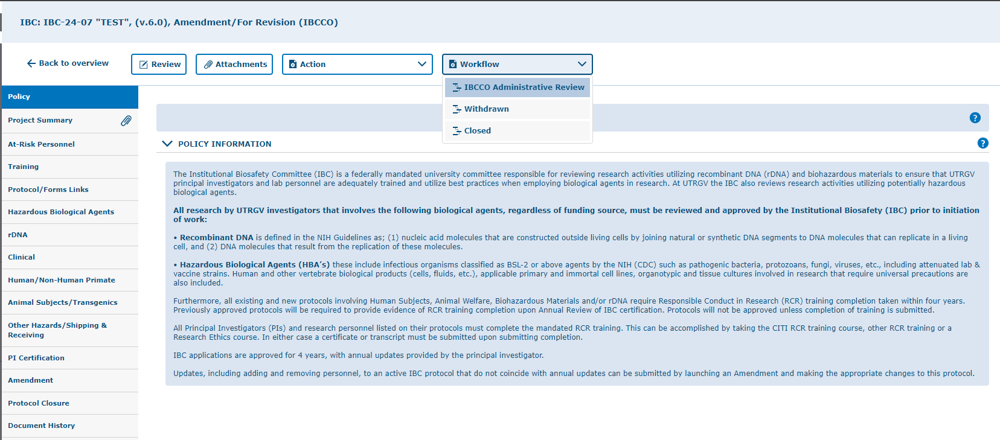 IBC: IBC-24-07 "TEST", (v.6.0), Amendment/For Revision (IBCCO)
Back to overview
Review
Attachments
Action
Workflow
IBCCO Administrative Review
Withdrawn
Closed
Policy
Project Summary
At-Risk Personnel
Training
Protocol/Forms Links
Hazardous Biological Agents
rDNA
Clinical
Human/Non-Human Primate
Animal Subjects/Transgenics
Other Hazards/Shipping &
Receiving
PI Certification
Amendment
Protocol Closure
Document History
?
POLICY INFORMATION
?
The Institutional Biosafety Committee (IBC) is a federally mandated university committee responsible for reviewing research activities utilizing recombinant DNA (rDNA) and biohazardous materials to ensure that UTRGV
principal investigators and lab personnel are adequately trained and utilize best practices when employing biological agents in research. At UTRGV the IBC also reviews research activities utilizing potentially hazardous
biological agents.
All research by UTRGV investigators that involves the following biological agents, regardless of funding source, must be reviewed and approved by the Institutional Biosafety (IBC) prior to initiation
of work:
• Recombinant DNA is defined in the NIH Guidelines as; (1) nucleic acid molecules that are constructed outside living cells by joining natural or synthetic DNA segments to DNA molecules that can replicate in a living
cell, and (2) DNA molecules that result from the replication of these molecules.
• Hazardous Biological Agents (HBA's) these include infectious organisms classified as BSL-2 or above agents by the NIH (CDC) such as pathogenic bacteria, protozoans, fungi, viruses, etc., including attenuated lab &
vaccine strains. Human and other vertebrate biological products (cells, fluids, etc.), applicable primary and immortal cell lines, organotypic and tissue cultures involved in research that require universal precautions are
also included.
Furthermore, all existing and new protocols involving Human Subjects, Animal Welfare, Biohazardous Materials and/or rDNA require Responsible Conduct in Research (RCR) training completion taken within four years.
Previously approved protocols will be required to provide evidence of RCR training completion upon Annual Review of IBC certification. Protocols will not be approved unless completion of training is submitted.
All Principal Investigators (PIs) and research personnel listed on their protocols must complete the mandated RCR training. This can be accomplished by taking the CITI RCR training course, other RCR training or a
Research Ethics course. In either case a certificate or transcript must be submitted upon submitting completion.
IBC applications are approved for 4 years, with annual updates provided by the principal investigator.
Updates, including adding and removing personnel, to an active IBC protocol that do not coincide with annual updates can be submitted by launching an Amendment and making the appropriate changes to this protocol.